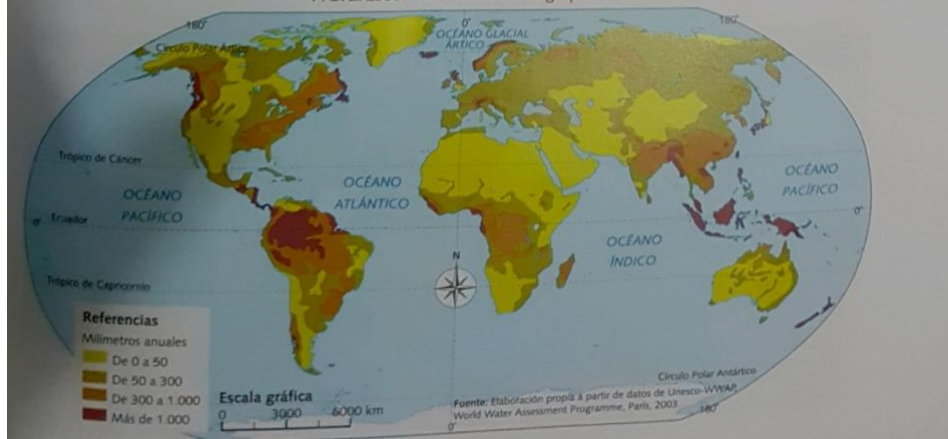 180°
0°
180°
OCÉANO GLACIAL
ÁRTICO
Círculo Polar Ártico
Trópico de Cáncer
OCÉANO
PACÍFICO
OCÉANO
ATLÁNTICO
OCÉANO
PACÍFICO
0°
Ecuador
0°
OCÉANO
ÍNDICO
N
Trópico de Capricornio
Referencias
Milímetros anuales
De 0 a 50
De 50 a 300
De 300 a 1.000
Más de 1.000
Escala gráfica
0 3000 6000 km
Círculo Polar Antártico
Fuente: Elaboración propia a partir de datos de Unesco-WWAP,
World Water Assessment Programme, París, 2003
180°
0°